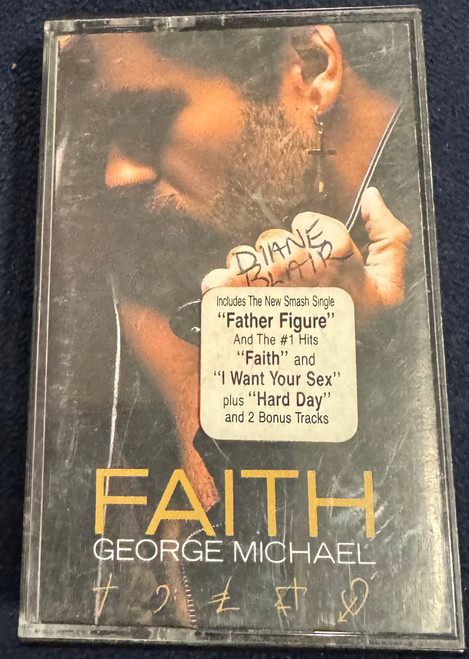 DIANE
BLAIR
Includes The New Smash Single
“Father Figure”
And The #1 Hits
“Faith” and
“I Want Your Sex”
plus “Hard Day”
and 2 Bonus Tracks
FAITH
GEORGE MICHAEL